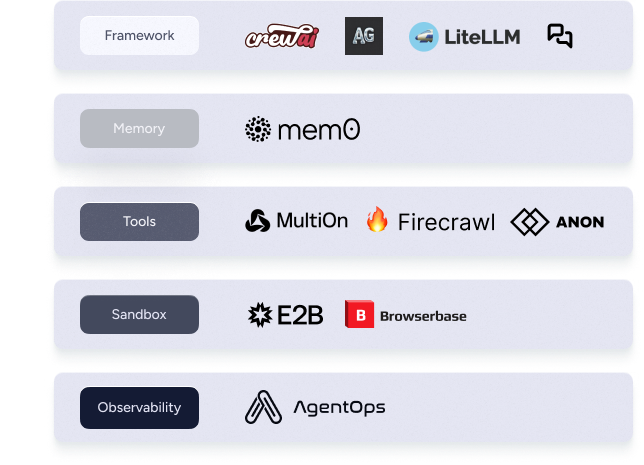 Framework
crewai
AG
LiteLLM
Memory
mem0
Tools
MultiOn
Firecrawl
ANON
Sandbox
E2B
B Browserbase
Observability
AgentOps